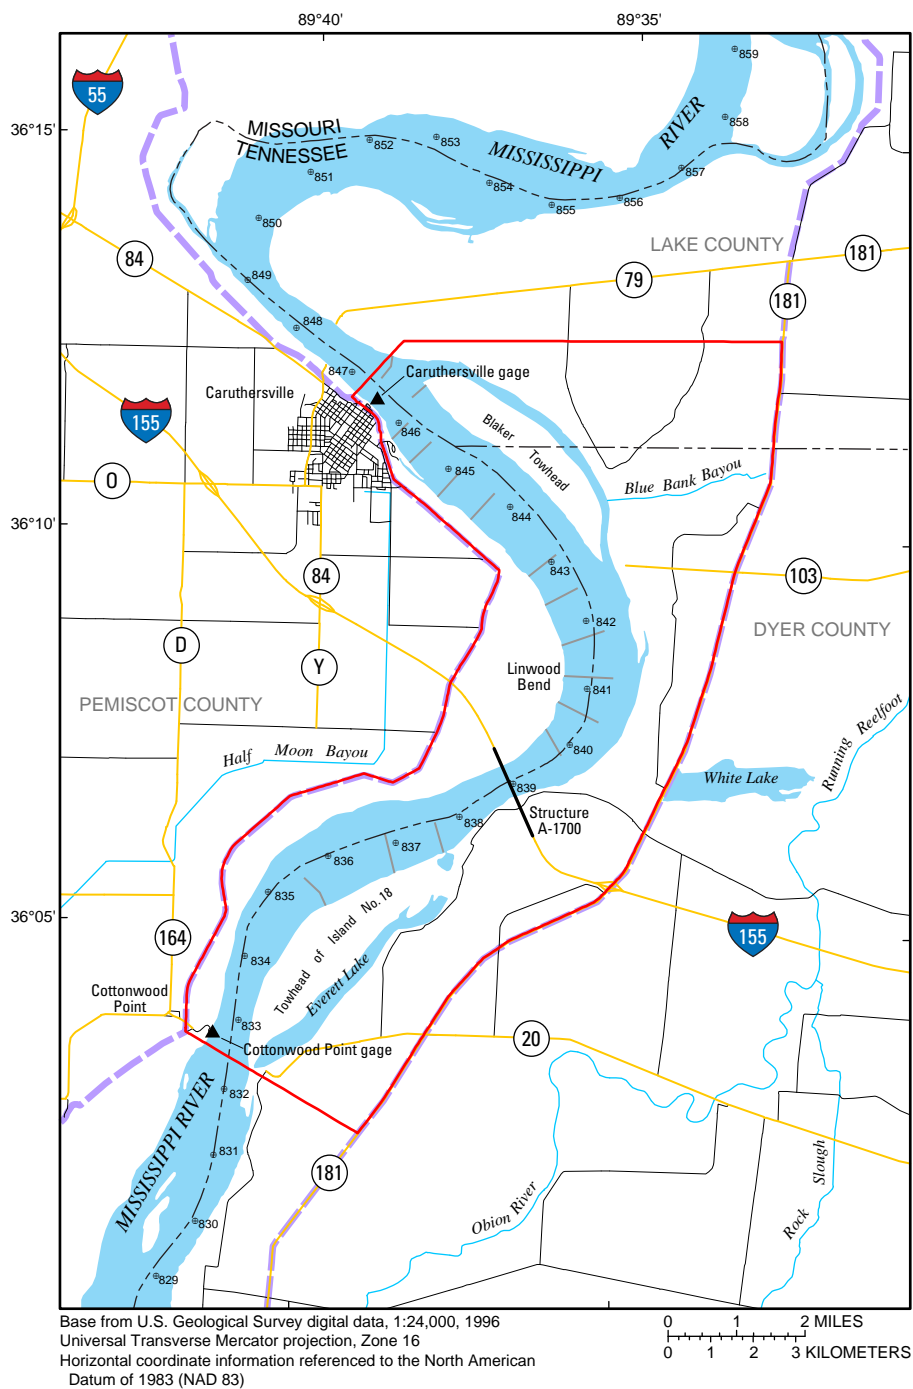 89°40'
89°35'
859
55
858
RIVER
36°15'
MISSOURI
TENNESSEE
852
853
MISSISSIPPI
851
854
857
856
855
850
LAKE COUNTY
84
181
849
79
181
848
847
Caruthersville gage
Caruthersville
155
846
Blaker
Towhead
845
Blue Bank Bayou
O
844
36°10'
843
84
103
842
D
DYER COUNTY
Y
Linwood
Bend
841
PEMISCOT COUNTY
Half Moon Bayou
840
Running Reelfoot
White Lake
839
Structure
A-1700
838
837
836
835
Towhead of Island No.18
36°05'
164
155
834
Everett Lake
Cottonwood
Point
833
20
Cottonwood Point gage
832
MISSISSIPPI RIVER
831
181
Slough
Obion River
Rock
830
829
Base from U.S. Geological Survey digital data, 1:24,000, 1996
Universal Transverse Mercator projection, Zone 16
Horizontal coordinate information referenced to the North American
Datum of 1983 (NAD 83)
0 1 2 MILES
0 1 2 3 KILOMETERS